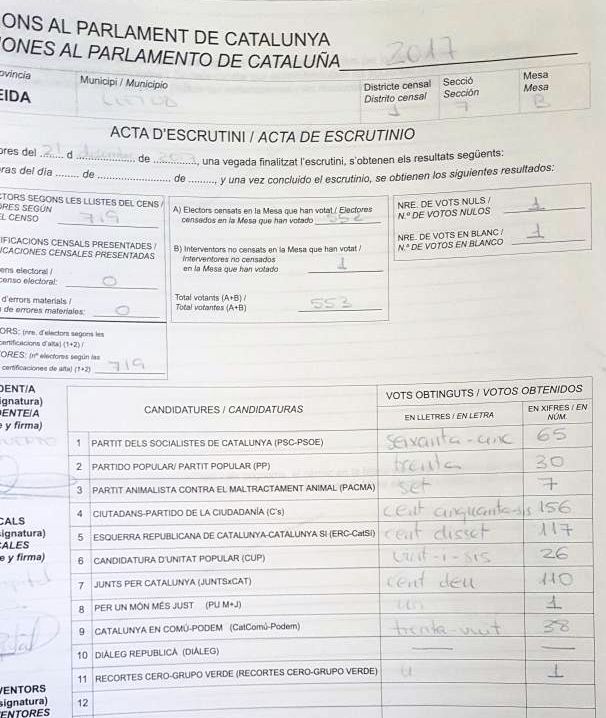 ONS AL PARLAMENT DE CATALUNYA
ONES AL PARLAMENTO DE CATALUÑA 2017
ovincia Municipi / Municipio Districte censal Secció Mesa
Distrito censal Sección Mesa
EIDA 1 7 B
ACTA D'ESCRUTINI / ACTA DE ESCRUTINIO
ores del 21 d de , una vegada finalitzat l'escrutini, s'obtenen els resultats següents:
ras del día de de , y una vez concluido el escrutinio, se obtienen los siguientes resultados:
CTORS SEGONS LES LLISTES DEL CENS /
ORES SEGÚN
EL CENSO 719
A) Electors censats en la Mesa que han votat / Electores
censados en la Mesa que han votado 552
NRE. DE VOTS NULS /
N.º DE VOTOS NULOS 1
IFICACIONS CENSALS PRESENTADES /
ICACIONES CENSALES PRESENTADAS
B) Interventors no censats en la Mesa que han votat /
Interventores no censados
en la Mesa que han votado 1
NRE. DE VOTS EN BLANC /
N.º DE VOTOS EN BLANCO 1
ens electoral /
censo electoral: 0
d'errors materials /
de errores materiales: 0
Total votants (A+B) /
Total votantes (A+B) 553
ORS: (nre. d'electors segons les
certificacions d'alta) (1+2) /
ORES: (nº electores según las
certificaciones de alta) (1+2) 719
DENT/A
ignatura)
DENTE/A
e y firma)
CANDIDATURES / CANDIDATURAS VOTS OBTINGUTS / VOTOS OBTENIDOS
EN LLETRES / EN LETRA EN XIFRES / EN NÚM.
1 PARTIT DELS SOCIALISTES DE CATALUNYA (PSC-PSOE) Seixanta-cinc 65
2 PARTIDO POPULAR/ PARTIT POPULAR (PP) trenta 30
3 PARTIT ANIMALISTA CONTRA EL MALTRACTAMENT ANIMAL (PACMA) set 7
4 CIUTADANS-PARTIDO DE LA CIUDADANÍA (C's) cent cinquanta-sis 156
5 ESQUERRA REPUBLICANA DE CATALUNYA-CATALUNYA SÍ (ERC-CatSí) cent disset 117
6 CANDIDATURA D'UNITAT POPULAR (CUP) vint-i-sis 26
7 JUNTS PER CATALUNYA (JUNTSxCAT) cent deu 110
8 PER UN MÓN MÉS JUST (PU M+J) un 1
9 CATALUNYA EN COMÚ-PODEM (CatComú-Podem) trenta-vuit 38
10 DIÀLEG REPUBLICÀ (DIÀLEG) — —
11 RECORTES CERO-GRUPO VERDE (RECORTES CERO-GRUPO VERDE) u 1
12
CALS
signatura)
CALES
e y firma)
VENTORS
signatura)
VENTORES